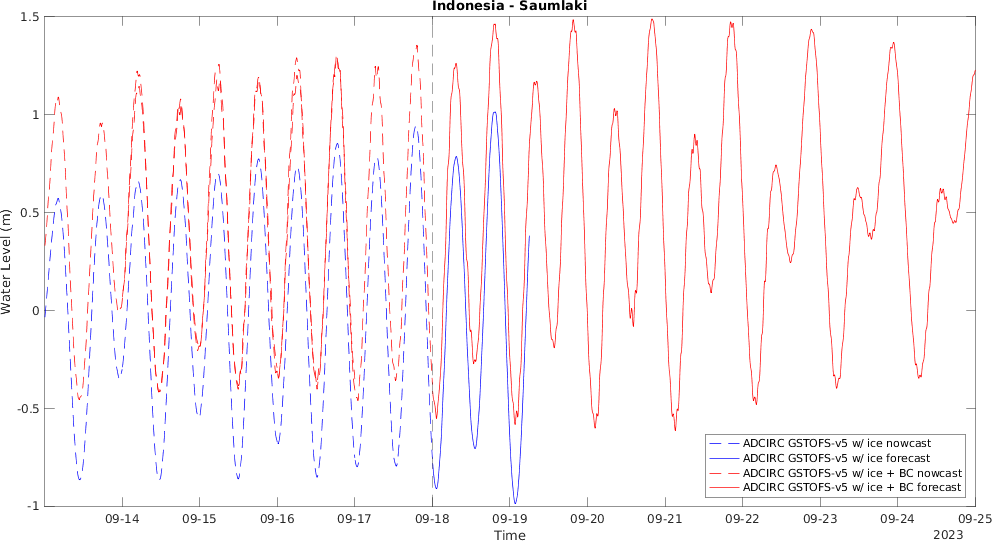 Indonesia - Saumlaki
1.5
1
0.5
0
-0.5
-1
Water Level (m)
ADCIRC GSTOFS-v5 w/ ice nowcast
ADCIRC GSTOFS-v5 w/ ice forecast
ADCIRC GSTOFS-v5 w/ ice + BC nowcast
ADCIRC GSTOFS-v5 w/ ice + BC forecast
09-14 09-15 09-16 09-17 09-18 09-19 09-20 09-21 09-22 09-23 09-24 09-25
Time
2023